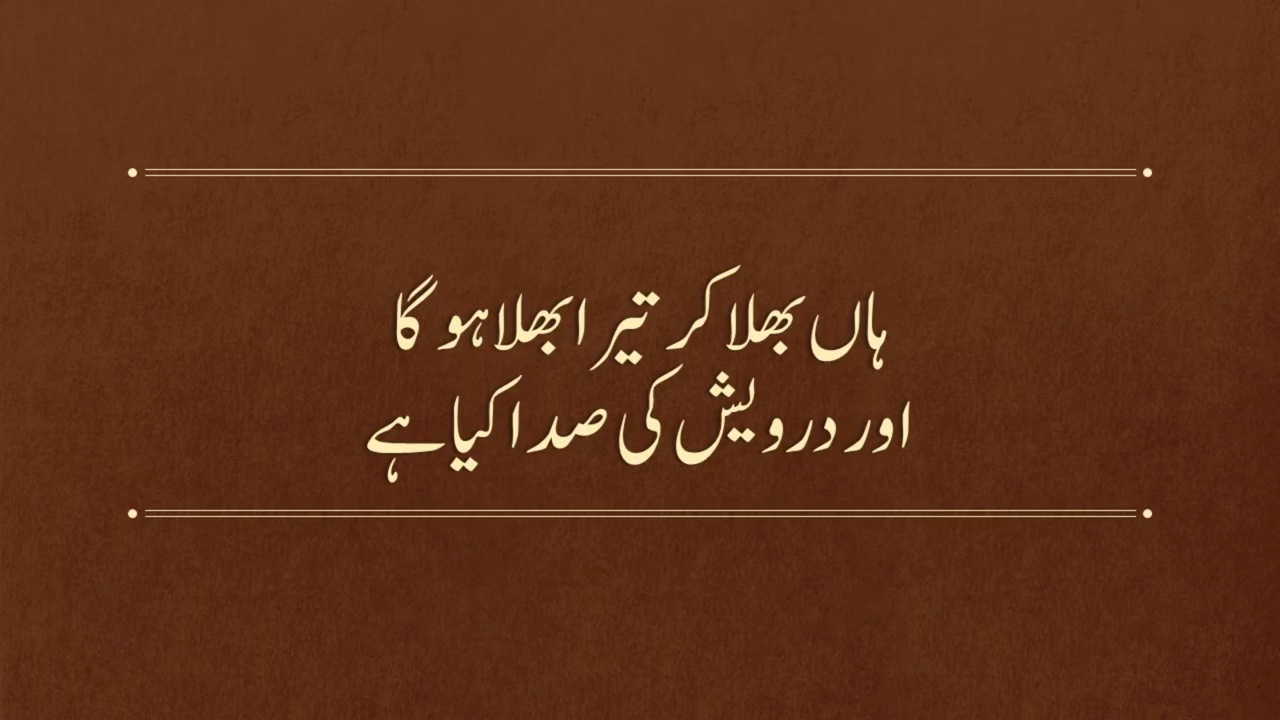 ہاں بھلا کر تیرا بھلا ہو گا
اور درویش کی صدا کیا ہے